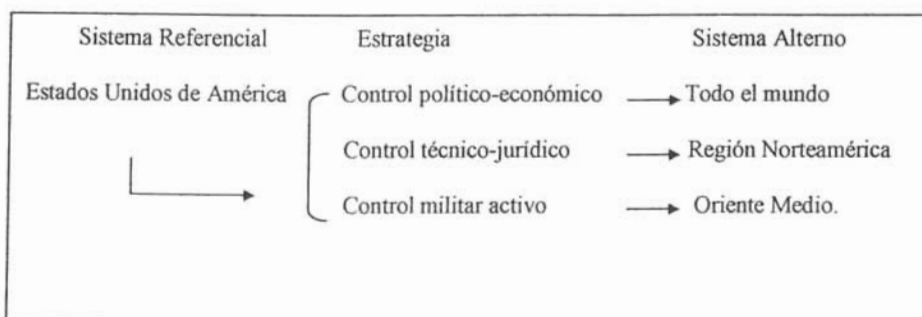 Sistema Referencial Estrategia Sistema Alterno
Estados Unidos de América Control político-económico Todo el mundo
Control técnico-jurídico Región Norteamérica
Control militar activo Oriente Medio.